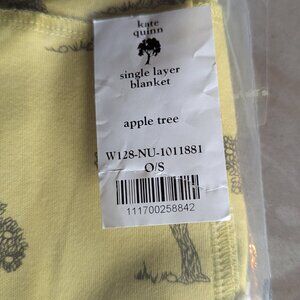 kate
quinn
single layer
blanket
apple tree
W128-NU-1011881
O/S
111700258842